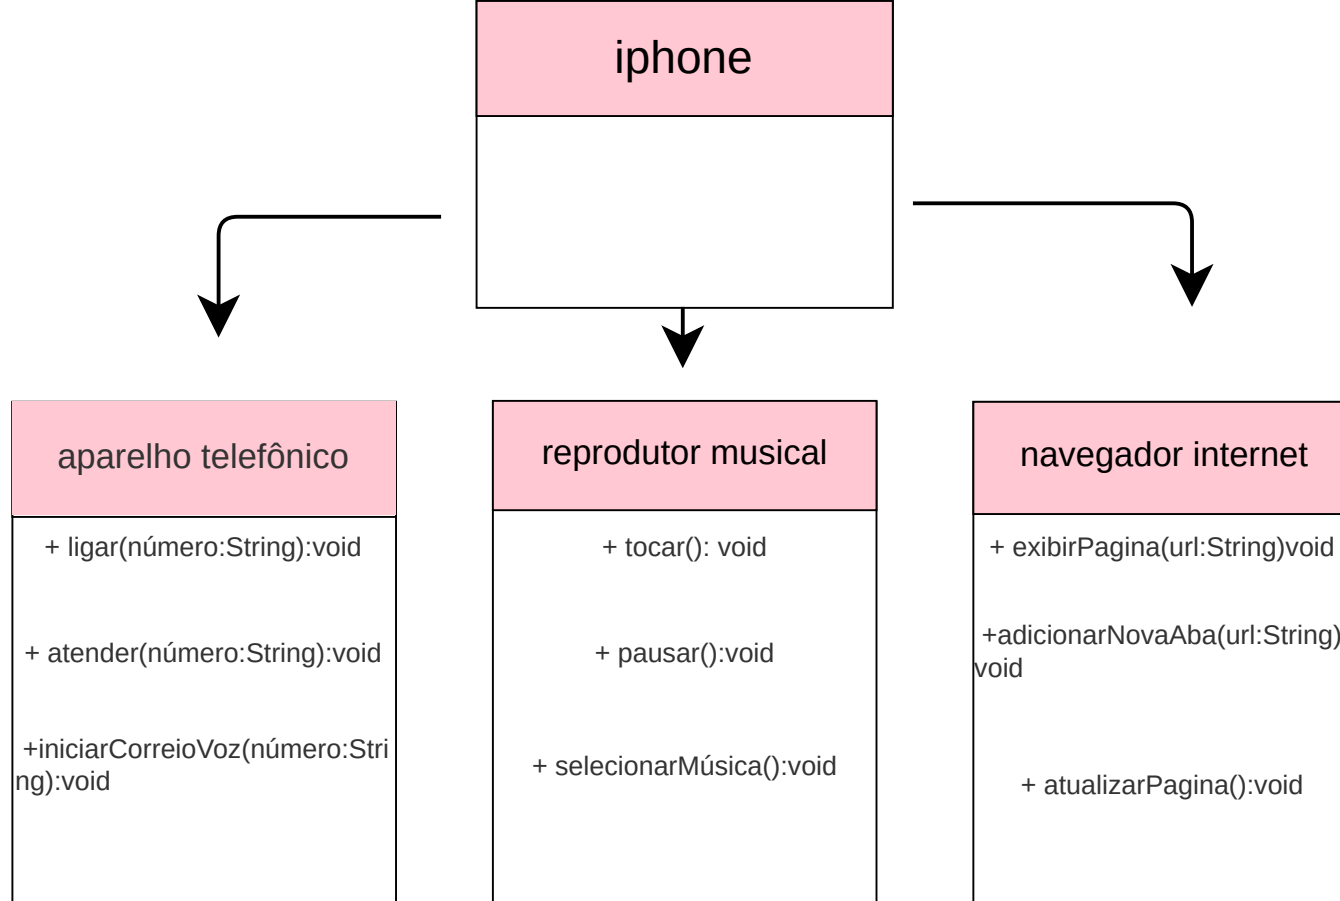 iphone
aparelho telefônico
+ ligar(número:String):void
+ atender(número:String):void
+iniciarCorreioVoz(número:Stri
ng):void
reprodutor musical
+ tocar(): void
+ pausar():void
+ selecionarMúsica():void
navegador internet
+ exibirPagina(url:String)void
+adicionarNovaAba(url:String)
void
+ atualizarPagina():void